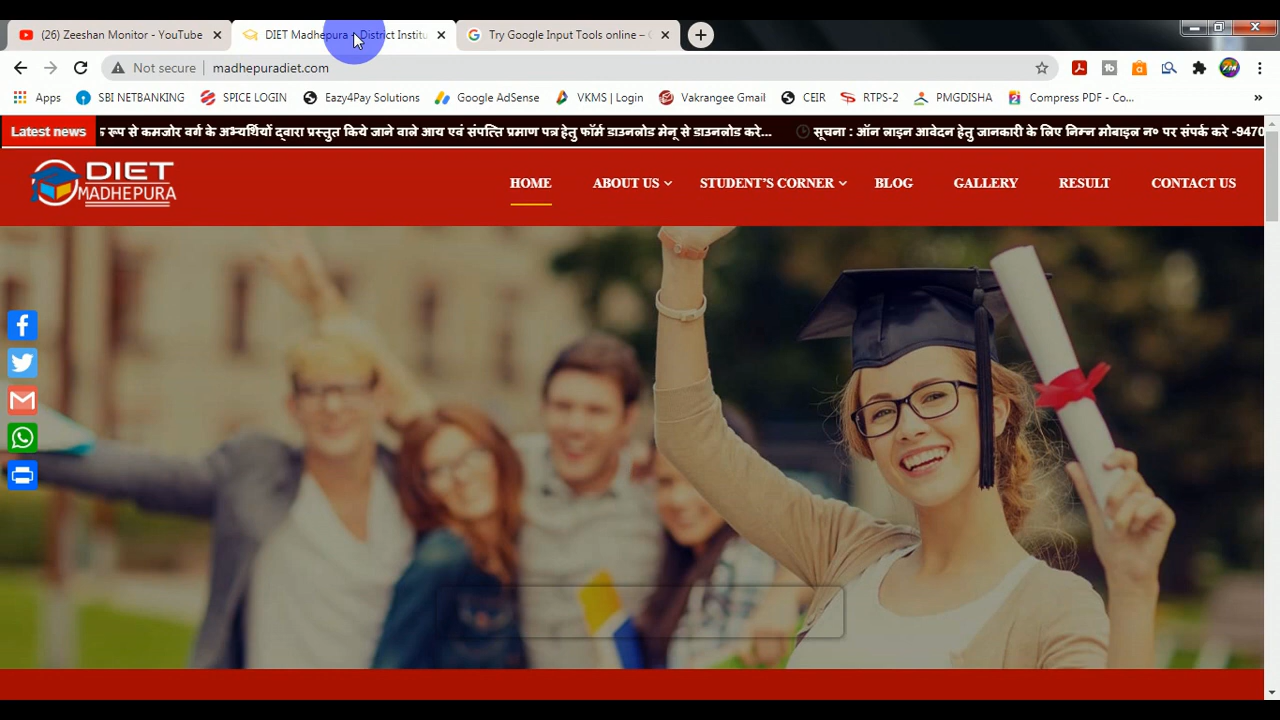 (26) Zeeshan Monitor - YouTube
DIET Madhepura - District Institu
Try Google Input Tools online –
Not secure | madhepuradiet.com
Apps SBI NETBANKING SPICE LOGIN Eazy4Pay Solutions Google AdSense VKMS | Login Vakrangee Gmail CEIR RTPS-2 PMGDISHA Compress PDF - Co... »
Latest news रूप से कमजोर वर्ग के अभ्यर्थियों द्वारा प्रस्तुत किये जाने वाले आय एवं संपत्ति प्रमाण पत्र हेतु फॉर्म डाउनलोड मेनू से डाउनलोड करे... सूचना : ऑन लाइन आवेदन हेतु जानकारी के लिए निम्न मोबाइल न० पर संपर्क करे -9470
DIET
MADHEPURA
HOME ABOUT US STUDENT'S CORNER BLOG GALLERY RESULT CONTACT US